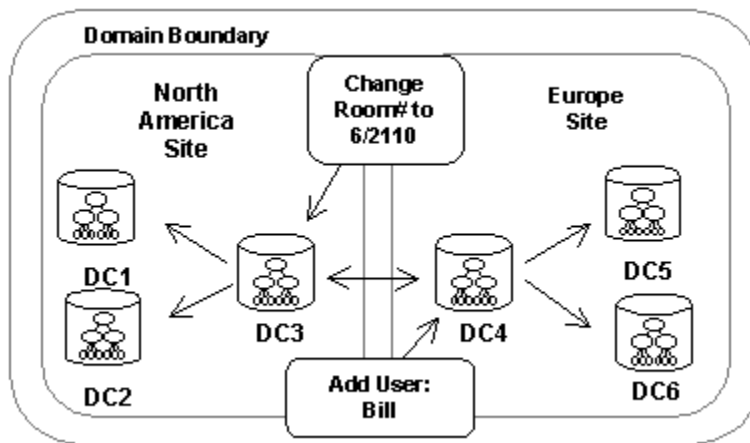 Domain Boundary
North
America
Site
Change
Room# to
6/2110
Europe
Site
DC1
DC2
DC3
DC4
DC5
DC6
Add User:
Bill